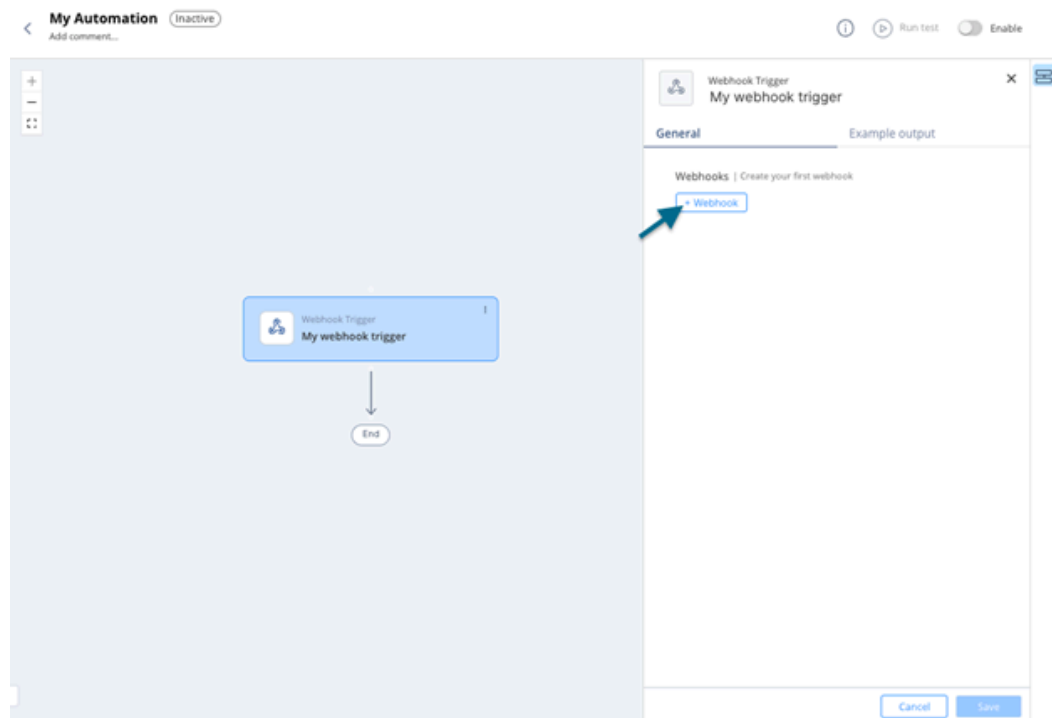 My Automation Inactive
Add comment...
Run test Enable
Webhook Trigger
My webhook trigger
General Example output
Webhooks | Create your first webhook
+ Webhook
Webhook Trigger
My webhook trigger
End
Cancel Save